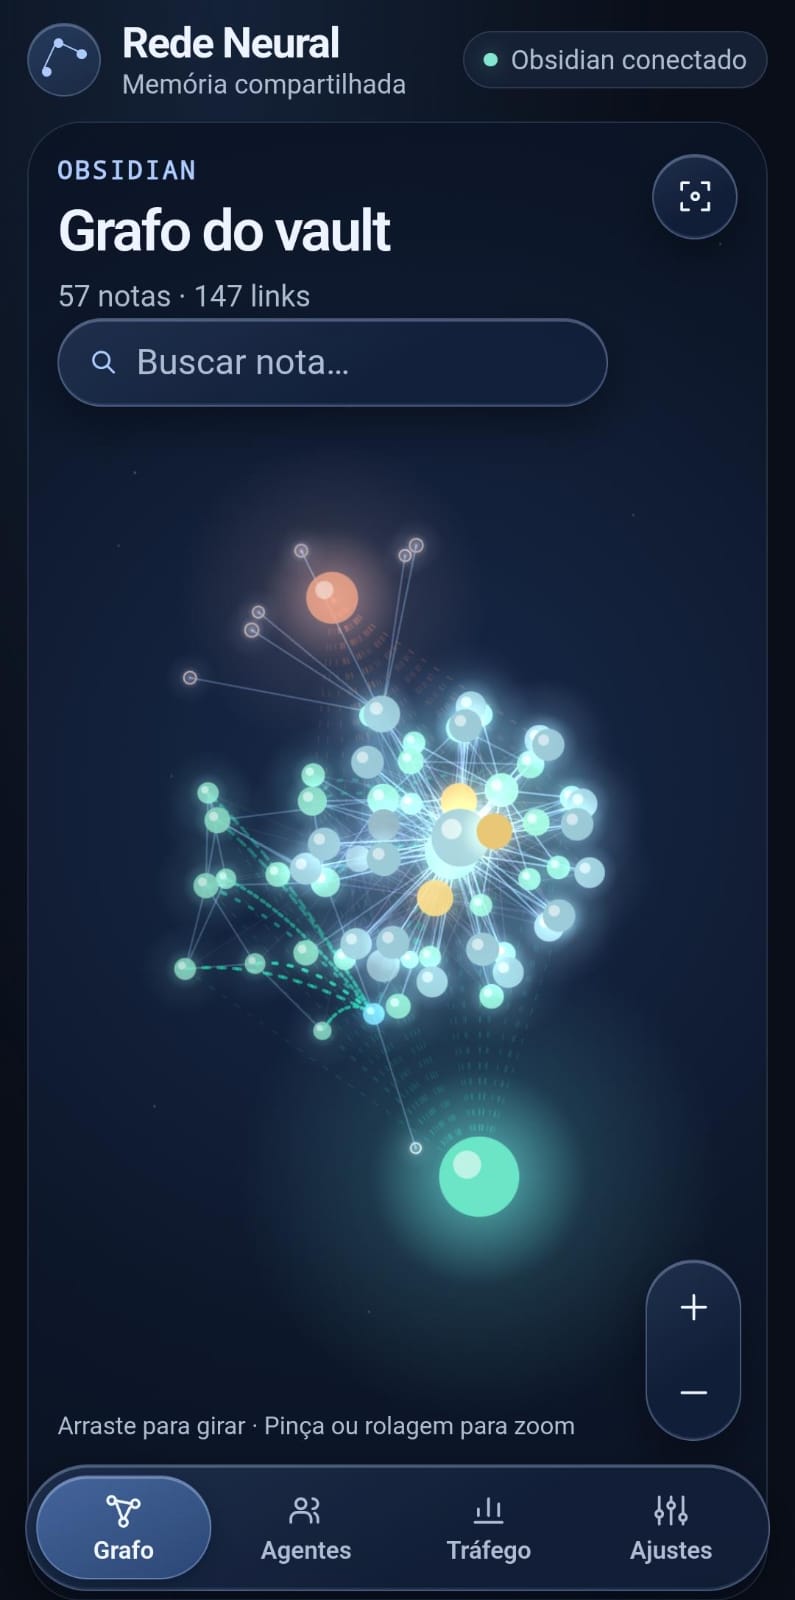 Rede Neural
Memória compartilhada
Obsidian conectado
OBSIDIAN
Grafo do vault
57 notas · 147 links
Buscar nota...
Arraste para girar · Pinça ou rolagem para zoom
Grafo
Agentes
Tráfego
Ajustes